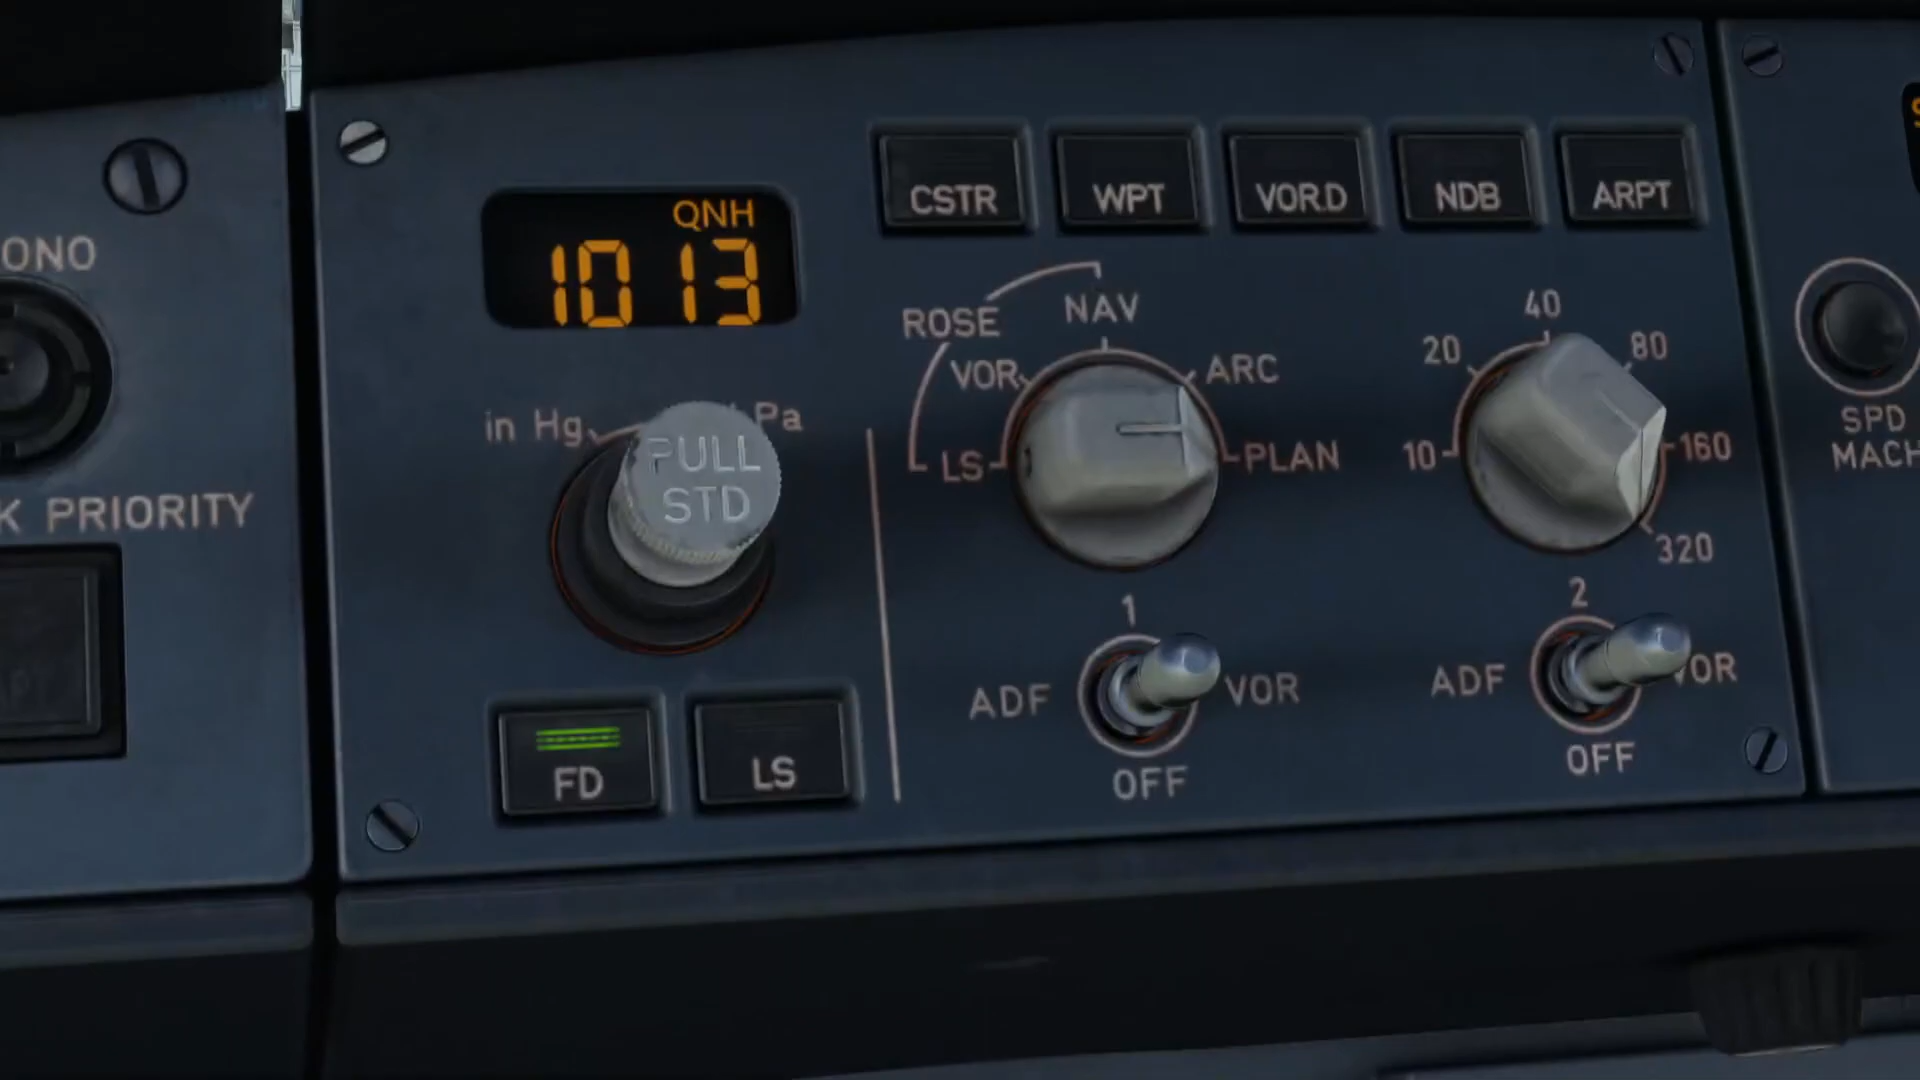 ONO
K PRIORITY
QNH
1013
in Hg
Pa
PULL
STD
FD
LS
CSTR
WPT
VOR.D
NDB
ARPT
ROSE
NAV
VOR
ARC
LS
PLAN
10
20
40
80
160
320
1
ADF
VOR
OFF
2
ADF
VOR
OFF
SPD
MACH